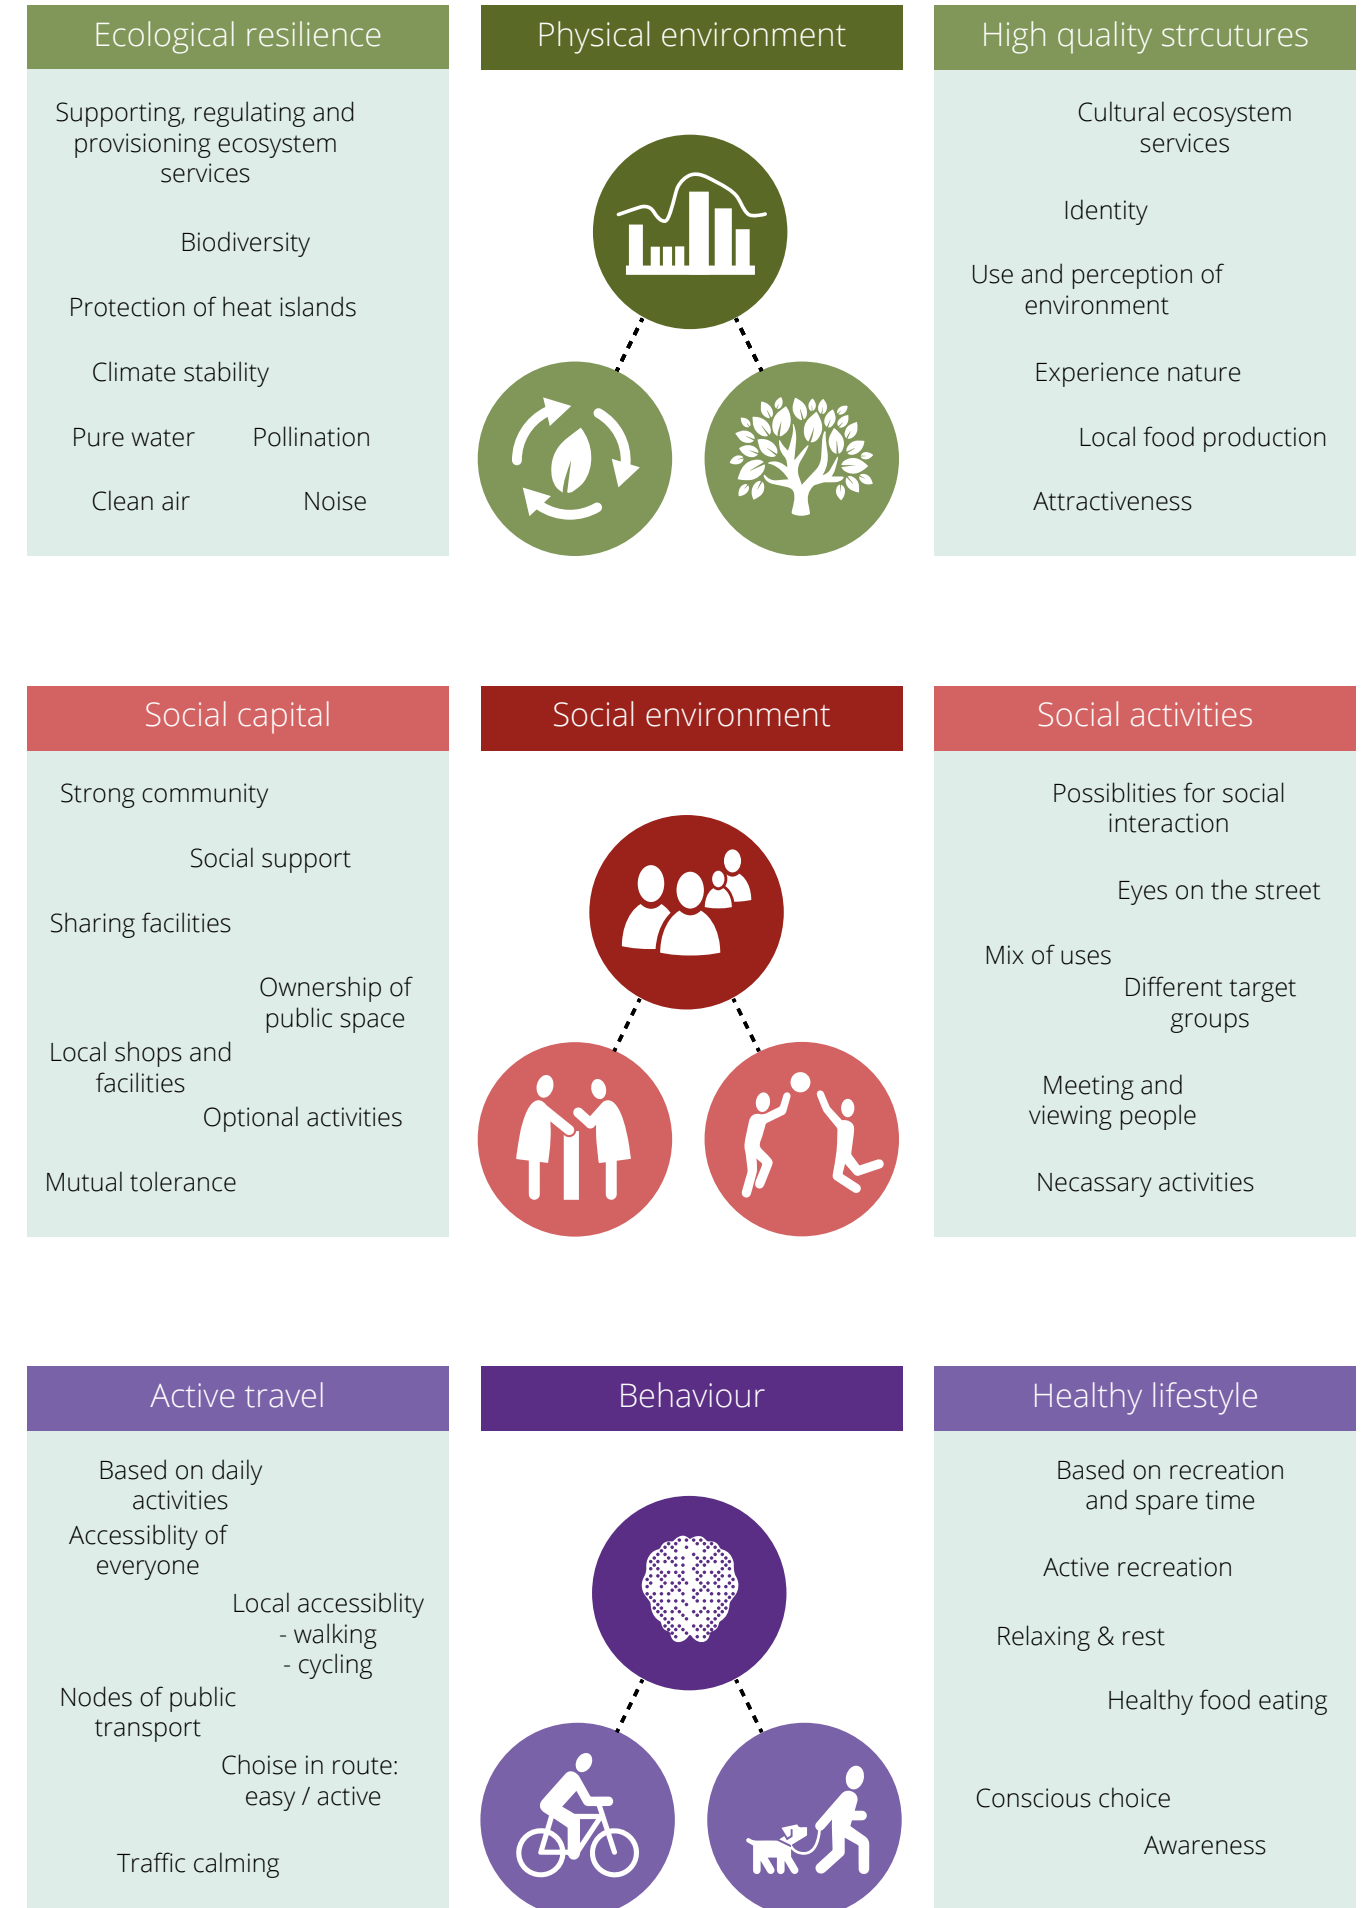 Ecological resilience
Supporting, regulating and
provisioning ecosystem
services
Biodiversity
Protection of heat islands
Climate stability
Pure water
Pollination
Clean air
Noise
Physical environment
High quality strcutures
Cultural ecosystem
services
Identity
Use and perception of
environment
Experience nature
Local food production
Attractiveness
Social capital
Strong community
Social support
Sharing facilities
Ownership of
public space
Local shops and
facilities
Optional activities
Mutual tolerance
Social environment
Social activities
Possiblities for social
interaction
Eyes on the street
Mix of uses
Different target
groups
Meeting and
viewing people
Necassary activities
Active travel
Based on daily
activities
Accessiblity of
everyone
Local accessiblity
- walking
- cycling
Nodes of public
transport
Choise in route:
easy / active
Traffic calming
Behaviour
Healthy lifestyle
Based on recreation
and spare time
Active recreation
Relaxing & rest
Healthy food eating
Conscious choice
Awareness